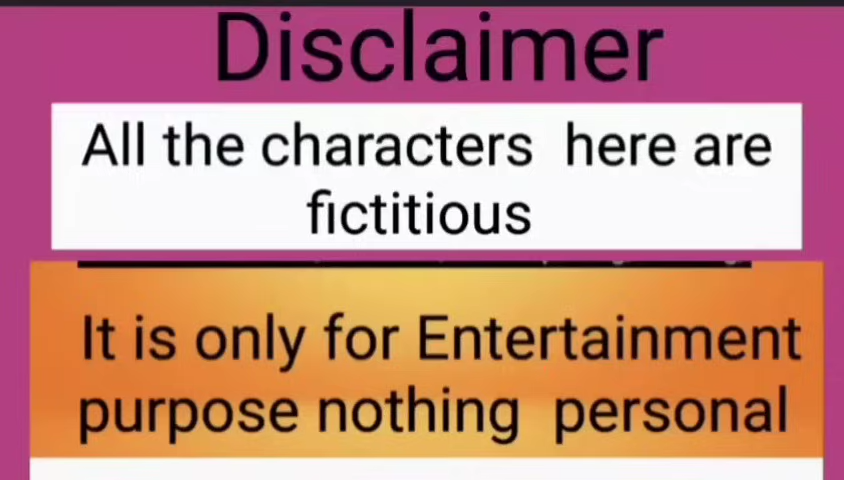 Disclaimer
All the characters here are
fictitious
It is only for Entertainment
purpose nothing personal